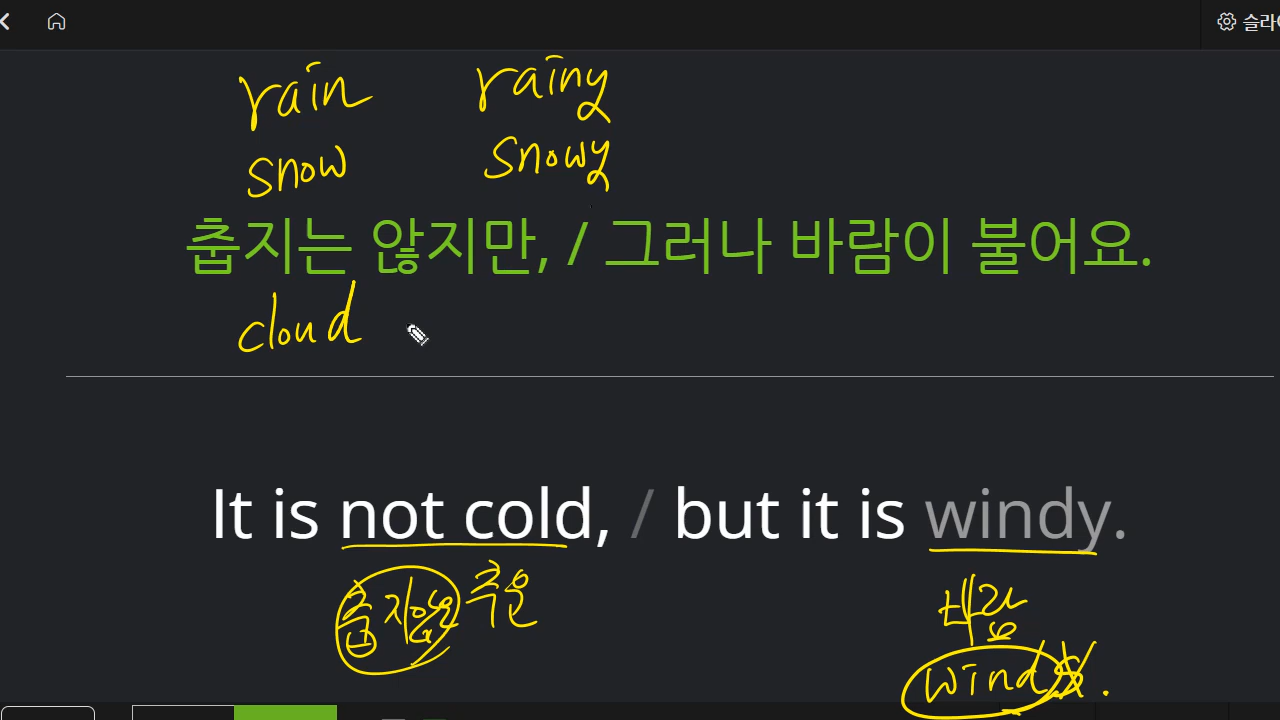 슬라이
rain rainy
snow snowy
춥지는 않지만, / 그러나 바람이 불어요.
cloud
It is not cold, / but it is windy.
춥지않은 추운
바람
wind